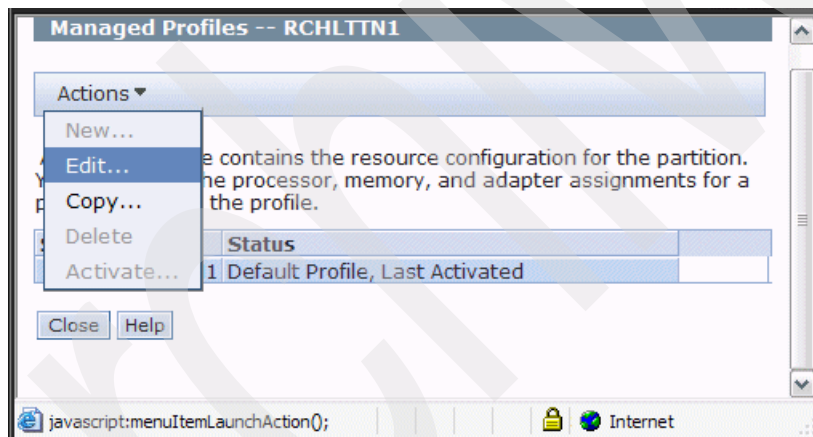 Managed Profiles -- RCHLTTN1
Actions
New...
Edit...
Copy...
Delete
Activate...
contains the resource configuration for the partition.
processor, memory, and adapter assignments for a
the profile.
Status
1 Default Profile, Last Activated
Close Help
javascript:menuItemLaunchAction(); Internet